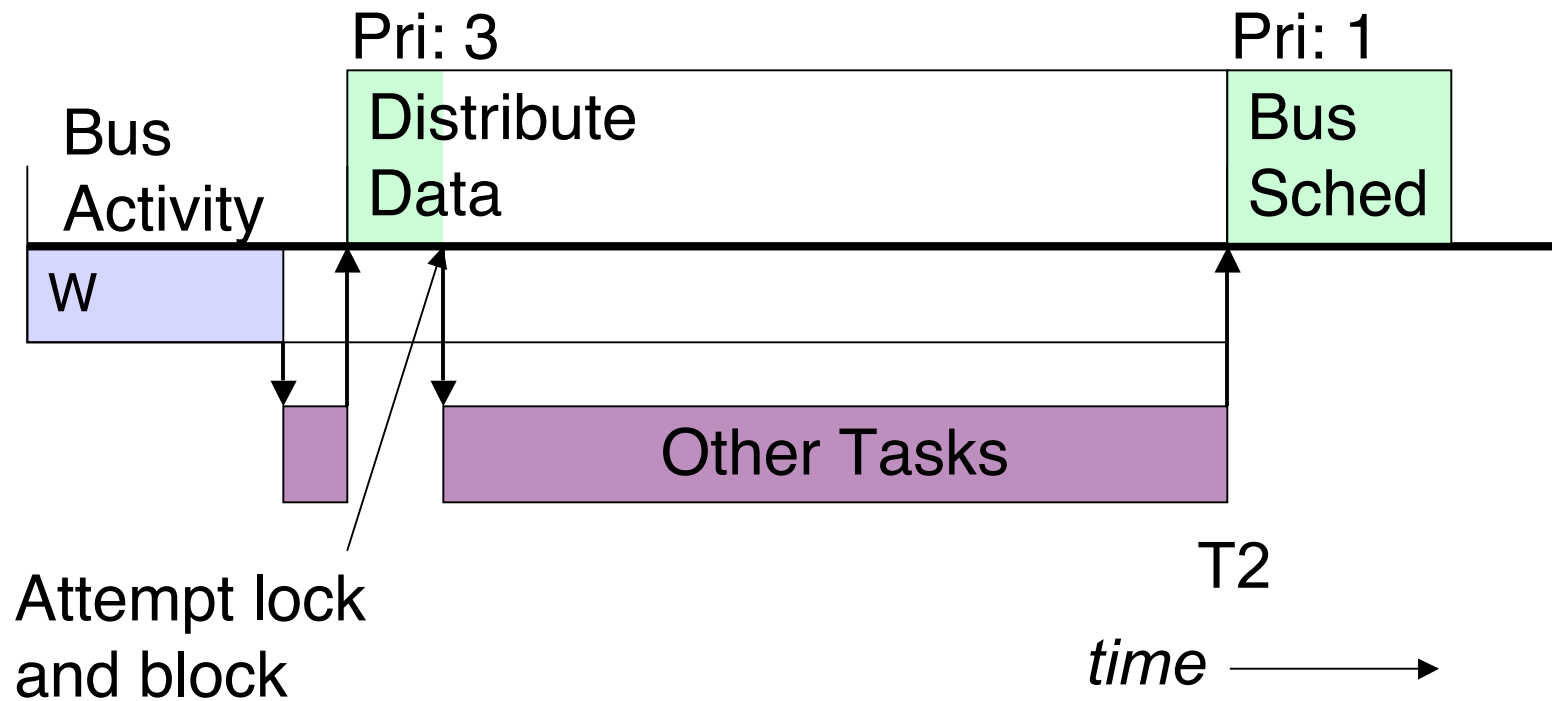 Pri: 3
Pri: 1
Bus
Activity
Distribute
Data
Bus
Sched
W
Other Tasks
Attempt lock
and block
T2
time